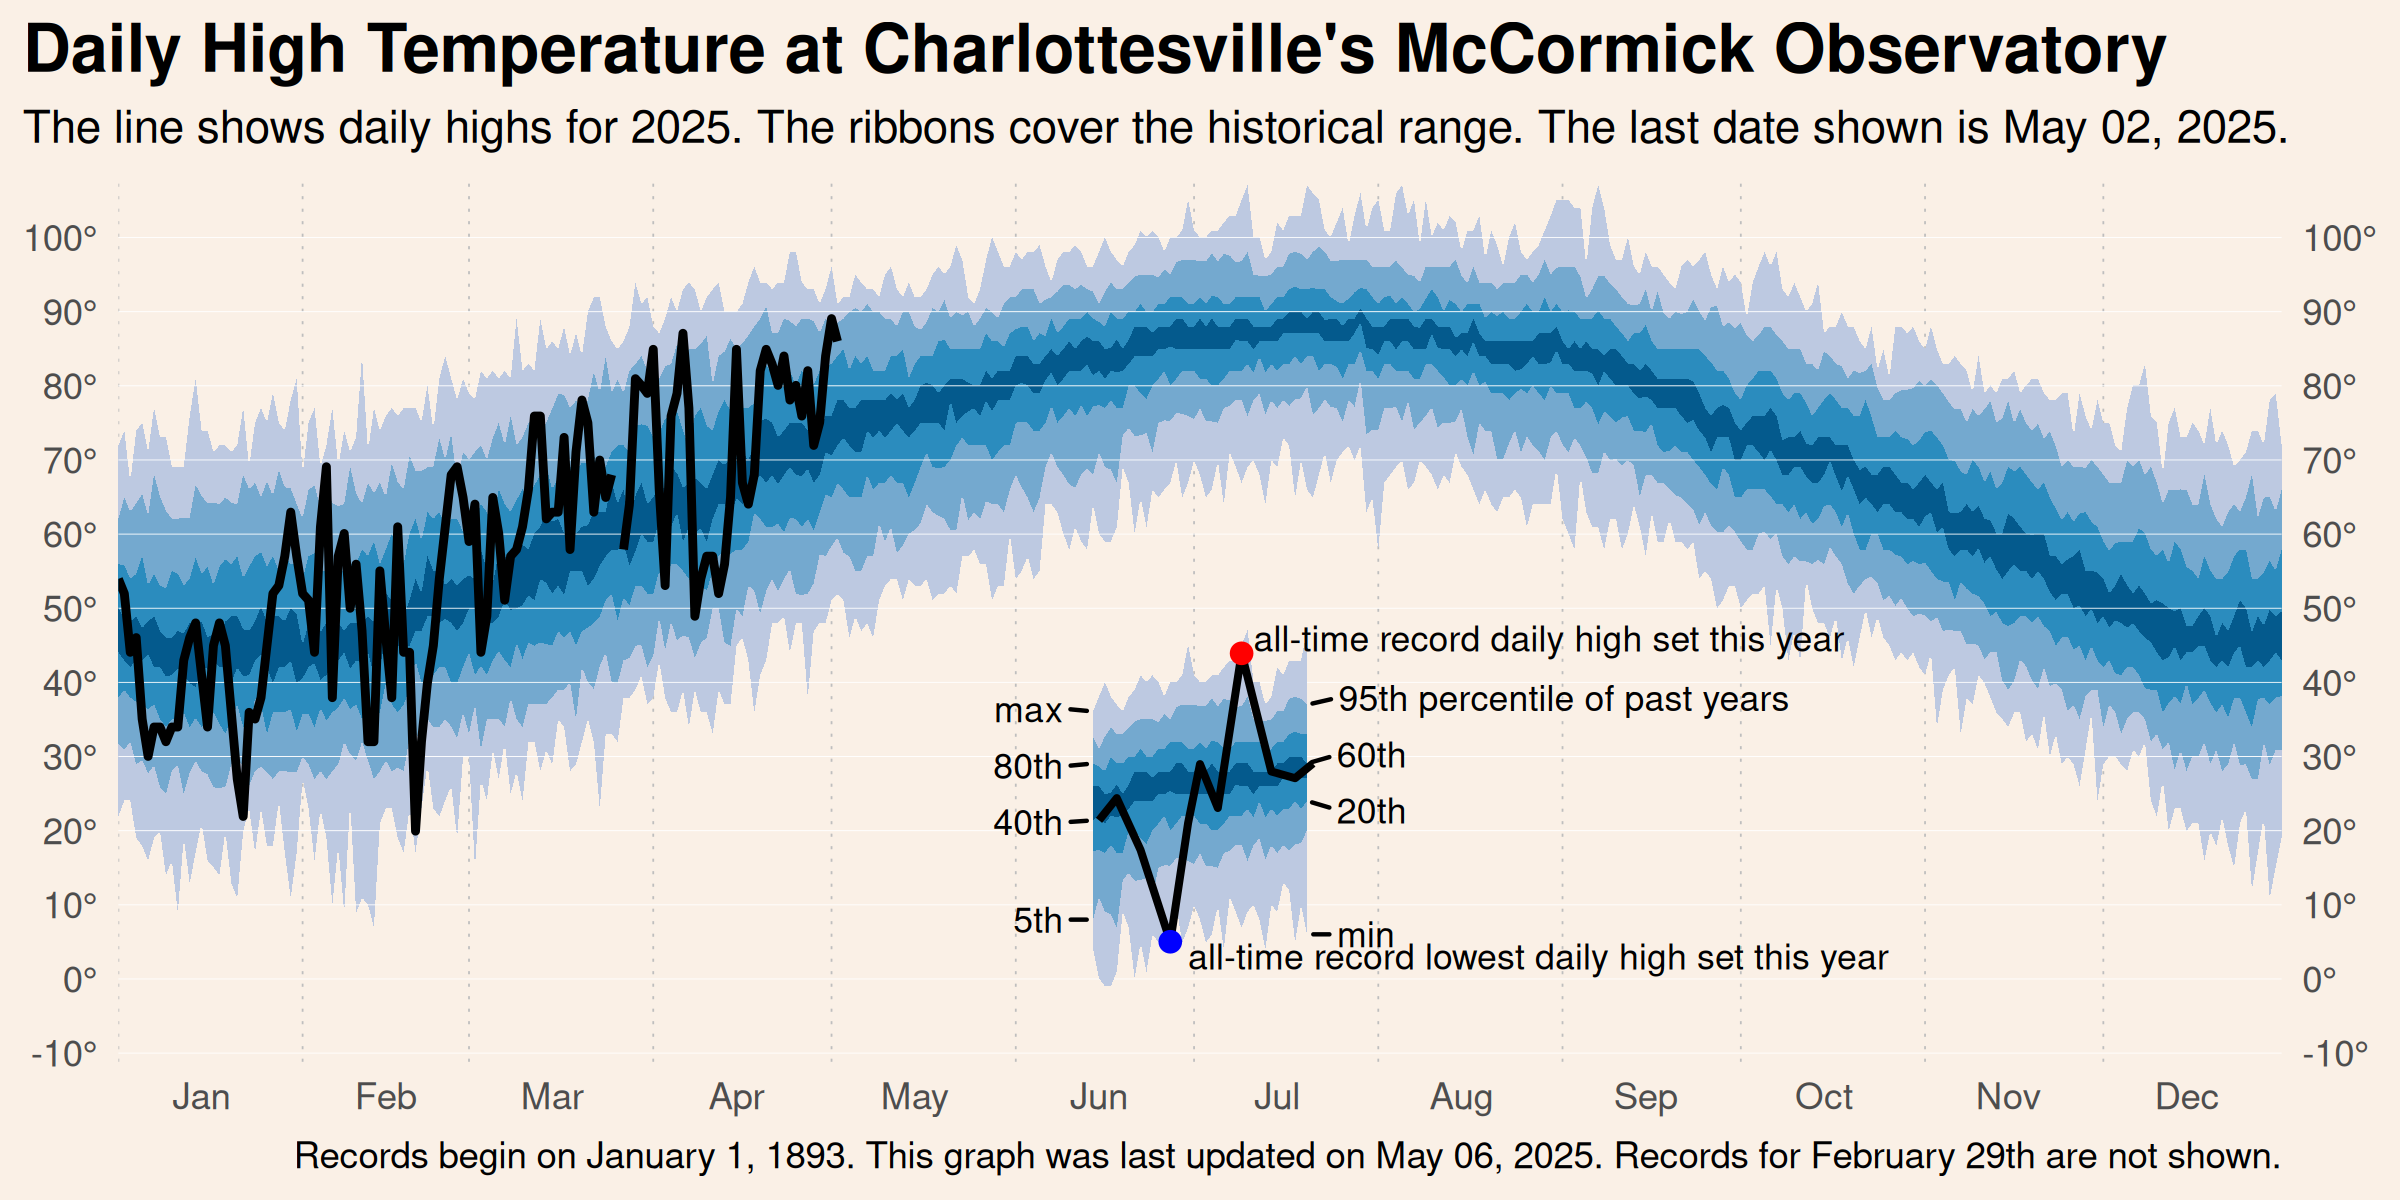 Daily High Temperature at Charlottesville's McCormick Observatory
The line shows daily highs for 2025. The ribbons cover the historical range. The last date shown is May 02, 2025.
100° 100°
90° 90°
80° 80°
70° 70°
60° 60°
50° 50°
all-time record daily high set this year
40° 40°
max 95th percentile of past years
30° 30°
80th 60th
20° 20°
40th 20th
10° 10°
5th min
all-time record lowest daily high set this year
0° 0°
-10° -10°
Jan Feb Mar Apr May Jun Jul Aug Sep Oct Nov Dec
Records begin on January 1, 1893. This graph was last updated on May 06, 2025. Records for February 29th are not shown.